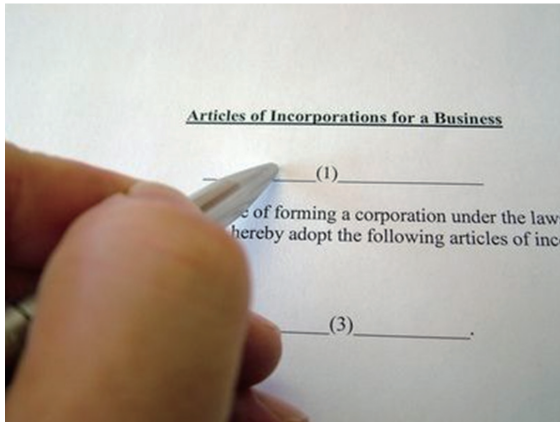 Articles of Incorporations for a Business
(1)
of forming a corporation under the law
hereby adopt the following articles of inc
(3)